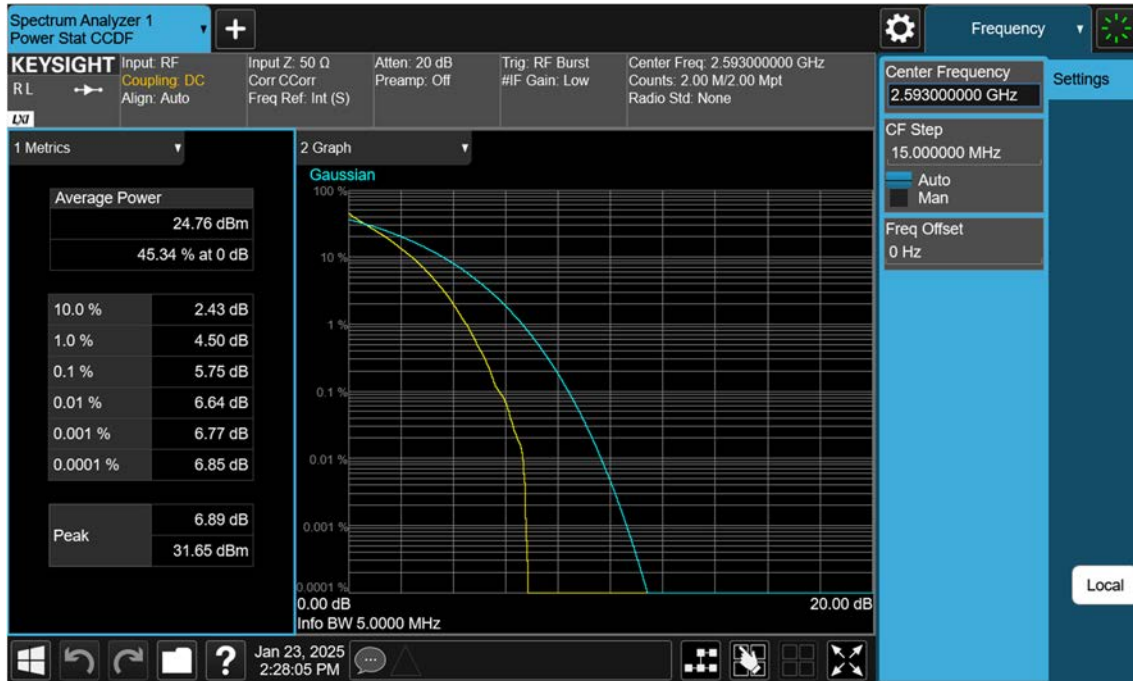 Spectrum Analyzer 1
Power Stat CCDF
Frequency
KEYSIGHT
RL
LXI
Input: RF
Coupling: DC
Align: Auto
Input Z: 50 Ω
Corr CCorr
Freq Ref: Int (S)
Atten: 20 dB
Preamp: Off
Trig: RF Burst
#IF Gain: Low
Center Freq: 2.593000000 GHz
Counts: 2.00 M/2.00 Mpt
Radio Std: None
Center Frequency
2.593000000 GHz
Settings
CF Step
15.000000 MHz
Auto
Man
Freq Offset
0 Hz
Local
1 Metrics
Average Power
24.76 dBm
45.34 % at 0 dB
10.0 % 2.43 dB
1.0 % 4.50 dB
0.1 % 5.75 dB
0.01 % 6.64 dB
0.001 % 6.77 dB
0.0001 % 6.85 dB
Peak
6.89 dB
31.65 dBm
2 Graph
Gaussian
100 %
10 %
1 %
0.1 %
0.01 %
0.001 %
0.0001 %
0.00 dB 20.00 dB
Info BW 5.0000 MHz
?
Jan 23, 2025
2:28:05 PM